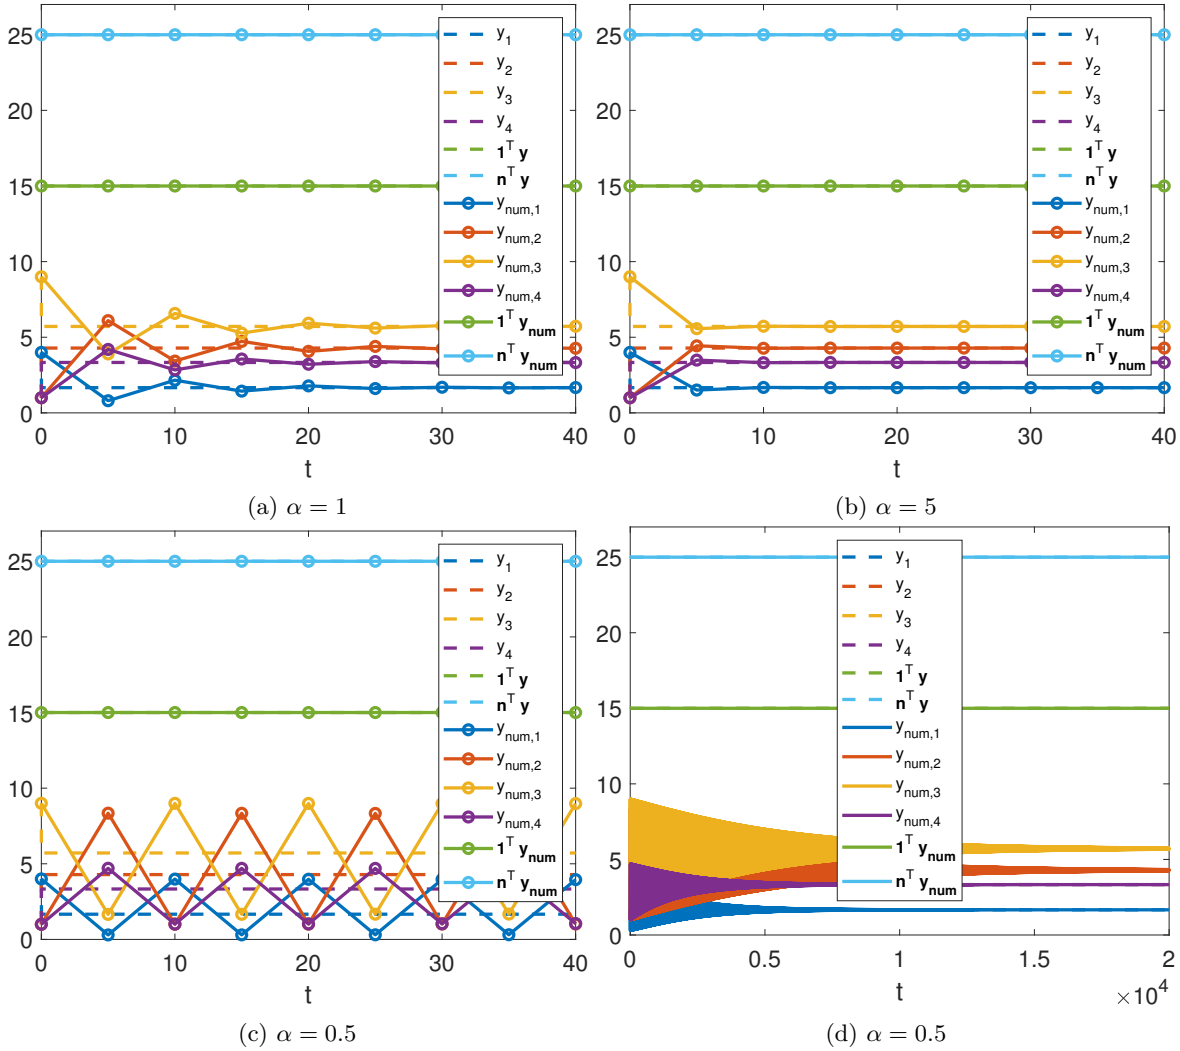 25
20
15
10
5
0
0 10 20 30 40
t
y1
y2
y3
y4
1T y
nT y
ynum,1
ynum,2
ynum,3
ynum,4
1T ynum
nT ynum
(a) α = 1
25
20
15
10
5
0
0 10 20 30 40
t
y1
y2
y3
y4
1T y
nT y
ynum,1
ynum,2
ynum,3
ynum,4
1T ynum
nT ynum
(b) α = 5
25
20
15
10
5
0
0 10 20 30 40
t
y1
y2
y3
y4
1T y
nT y
ynum,1
ynum,2
ynum,3
ynum,4
1T ynum
nT ynum
(c) α = 0.5
25
20
15
10
5
0
0 0.5 1 1.5 2
×10^4
t
y1
y2
y3
y4
1T y
nT y
ynum,1
ynum,2
ynum,3
ynum,4
1T ynum
nT ynum
(d) α = 0.5